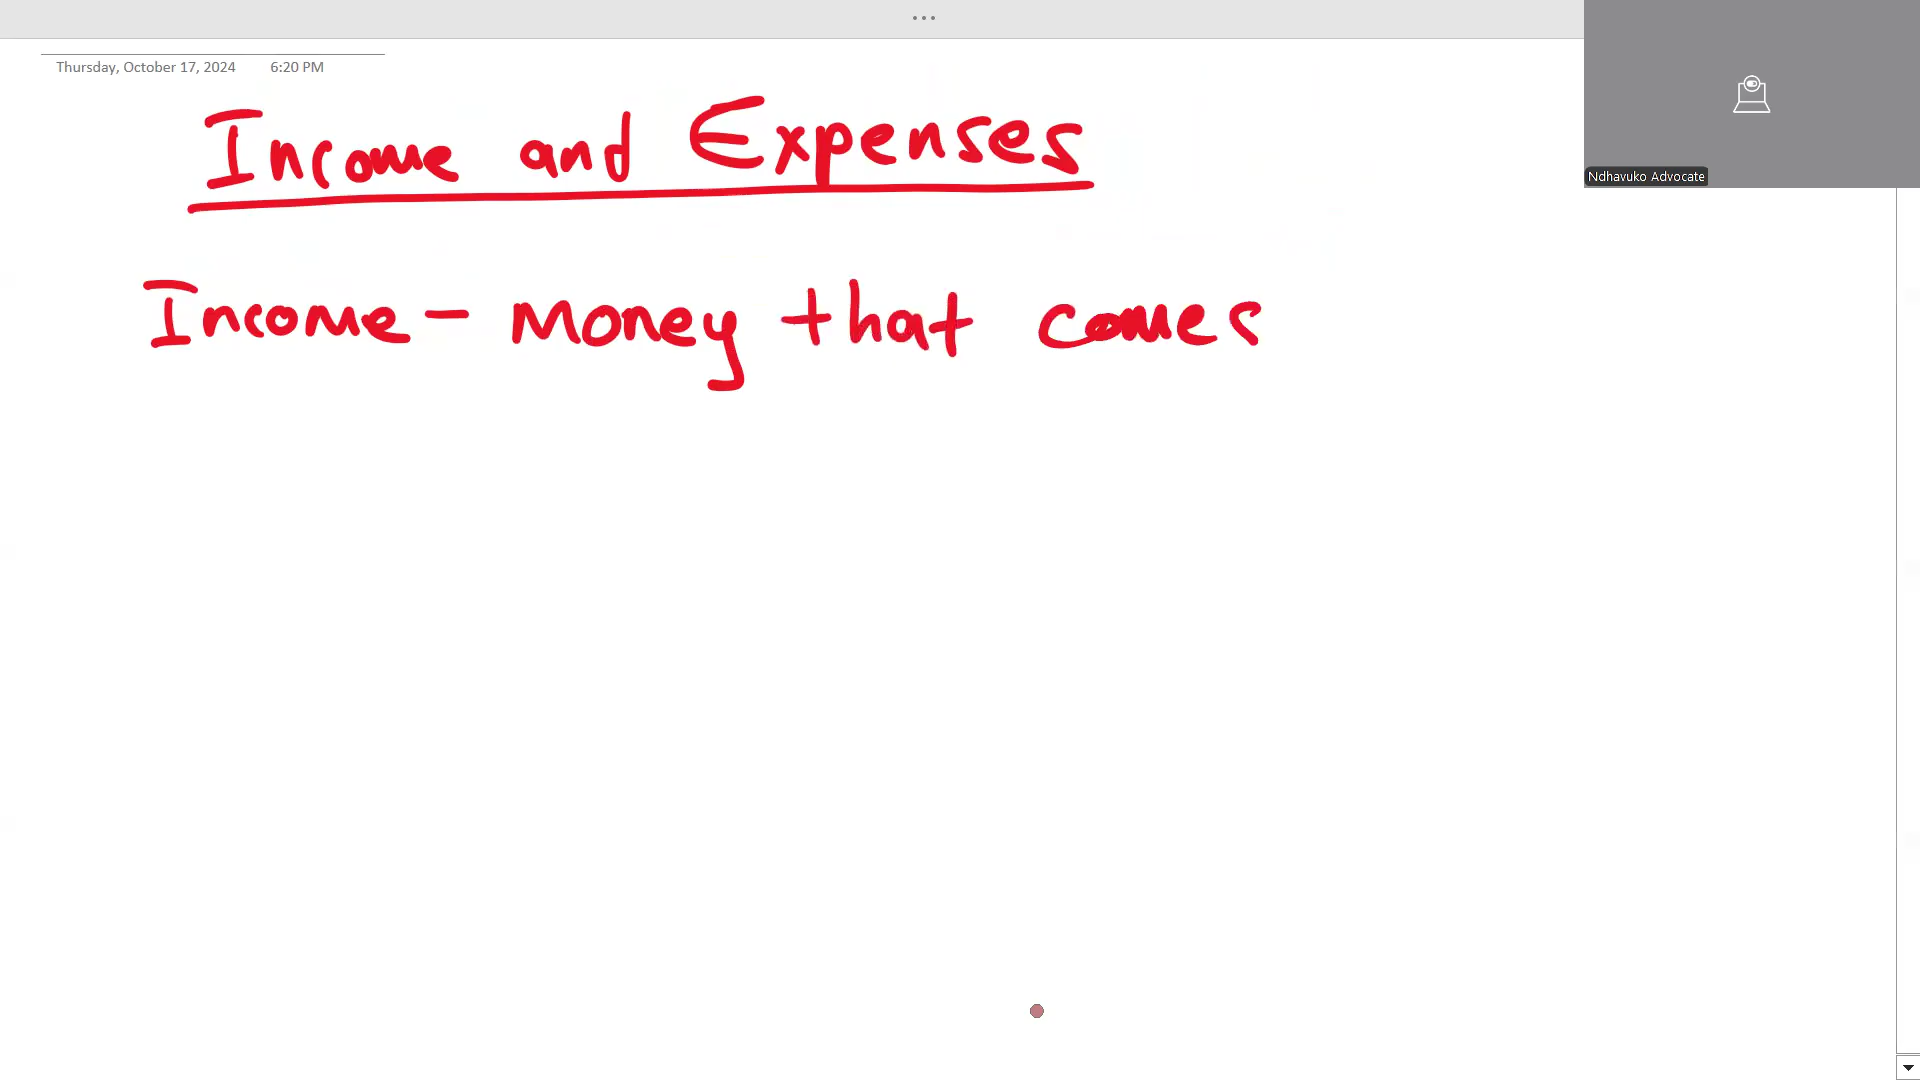 Thursday, October 17, 2024 6:20 PM
Income and Expenses
Income - Money that comes
Ndhavuko Advocate